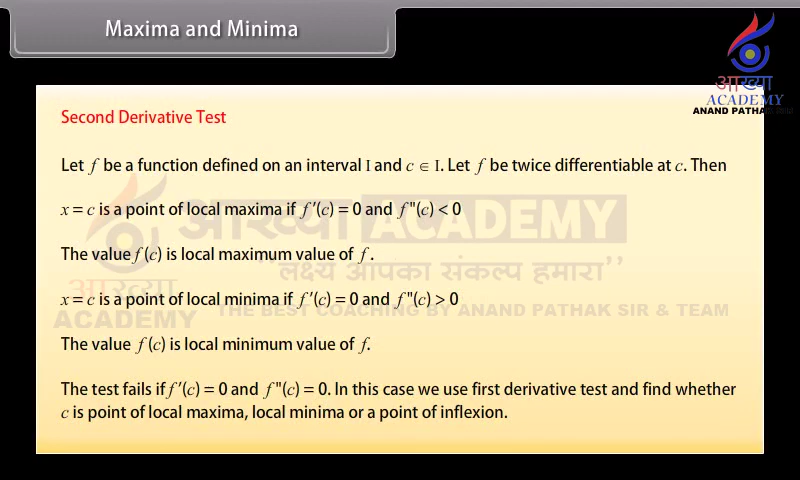 Maxima and Minima
आख्या
ACADEMY
ANAND PATHAK
Second Derivative Test
Let f be a function defined on an interval I and c ∈ I. Let f be twice differentiable at c. Then
x = c is a point of local maxima if f '(c) = 0 and f "(c) < 0
The value f (c) is local maximum value of f .
x = c is a point of local minima if f '(c) = 0 and f "(c) > 0
The value f (c) is local minimum value of f.
The test fails if f '(c) = 0 and f "(c) = 0. In this case we use first derivative test and find whether
c is point of local maxima, local minima or a point of inflexion.
आख्या ACADEMY
लक्ष्य आपका संकल्प हमारा’’
आख्या
ACADEMY
THE BEST COACHING BY ANAND PATHAK SIR & TEAM